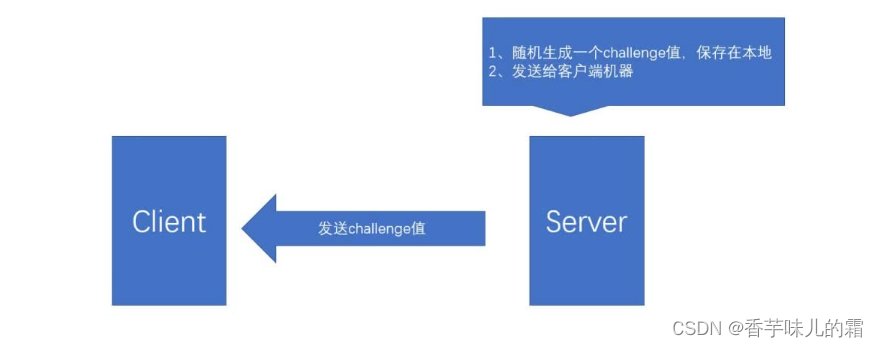 1、随机生成一个challenge值，保存在本地
2、发送给客户端机器
Client
发送challenge值
Server
CSDN @香芋味儿的霜